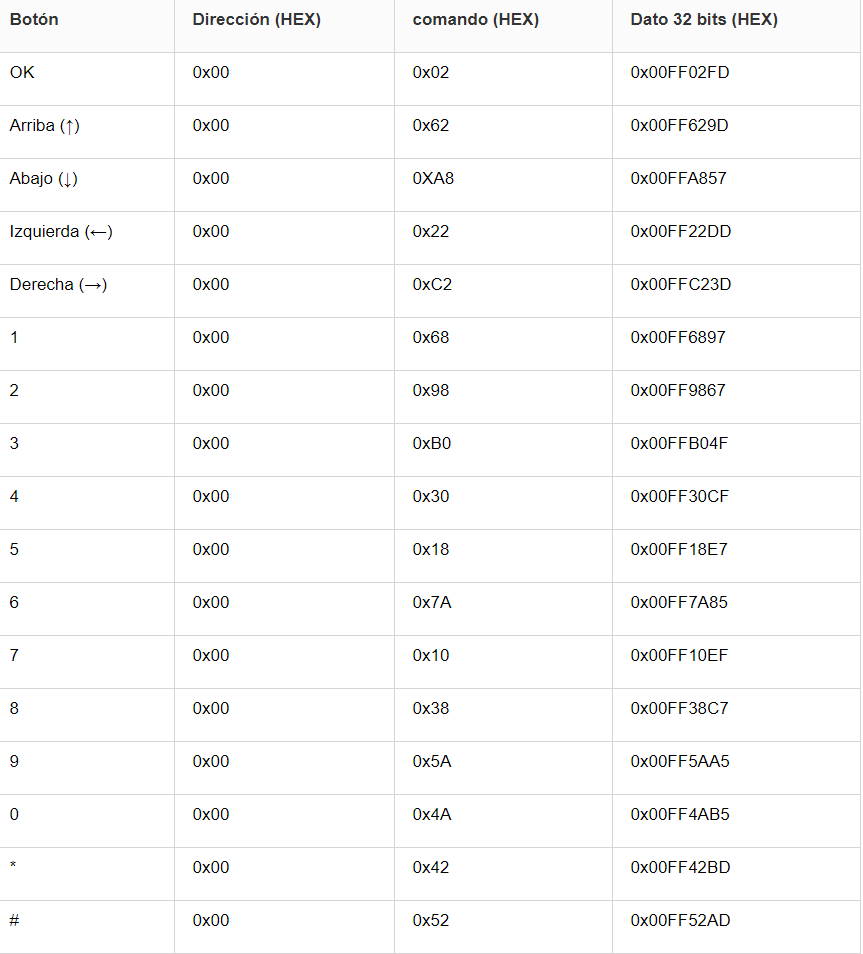 Botón Dirección (HEX) comando (HEX) Dato 32 bits (HEX)
OK 0x00 0x02 0x00FF02FD
Arriba (↑) 0x00 0x62 0x00FF629D
Abajo (↓) 0x00 0XA8 0x00FFA857
Izquierda (←) 0x00 0x22 0x00FF22DD
Derecha (→) 0x00 0xC2 0x00FFC23D
1 0x00 0x68 0x00FF6897
2 0x00 0x98 0x00FF9867
3 0x00 0xB0 0x00FFB04F
4 0x00 0x30 0x00FF30CF
5 0x00 0x18 0x00FF18E7
6 0x00 0x7A 0x00FF7A85
7 0x00 0x10 0x00FF10EF
8 0x00 0x38 0x00FF38C7
9 0x00 0x5A 0x00FF5AA5
0 0x00 0x4A 0x00FF4AB5
* 0x00 0x42 0x00FF42BD
# 0x00 0x52 0x00FF52AD